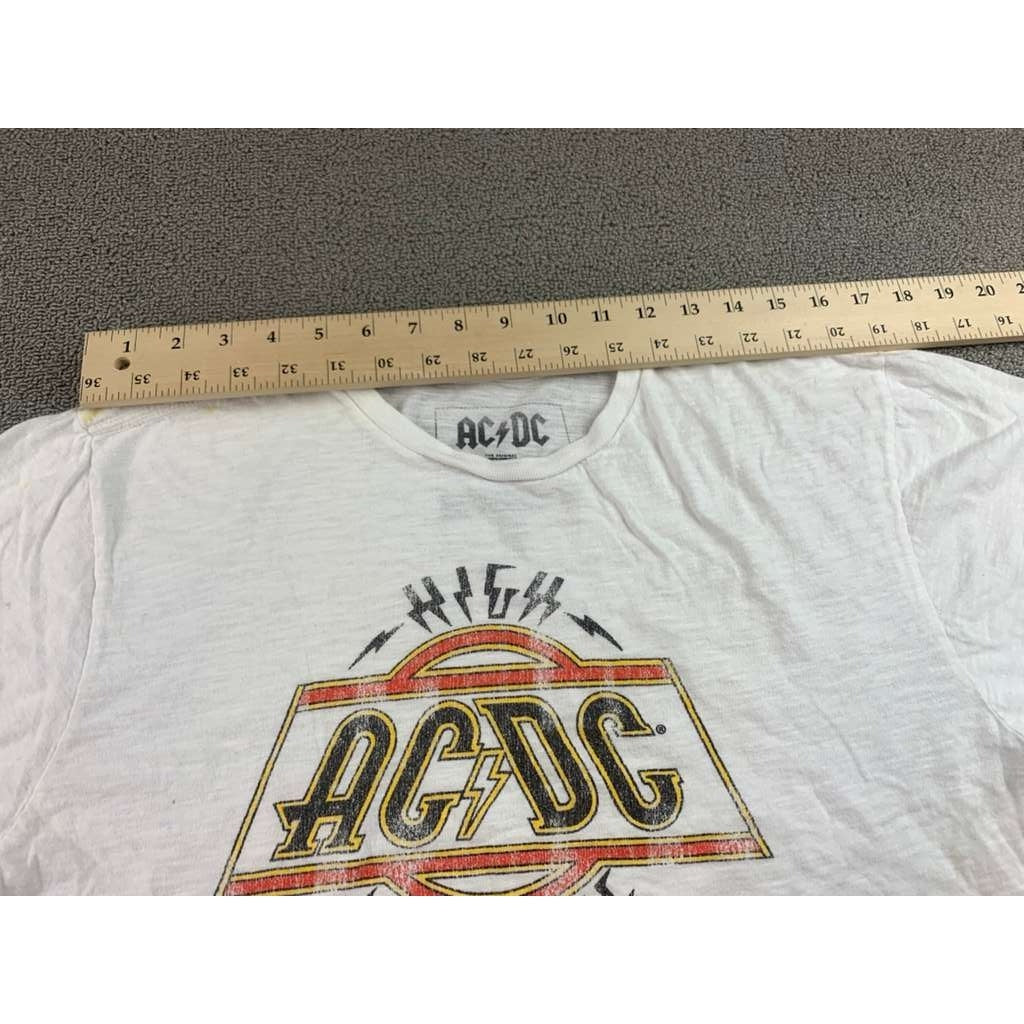 1 2 3 4 5 6 7 8 9 10 11 12 13 14 15 16 17 18 19 20
36 35 34 33 32 31 30 29 28 27 26 25 24 23 22 21 20 19 18 17 16
AC DC
HIGH
AC DC ®